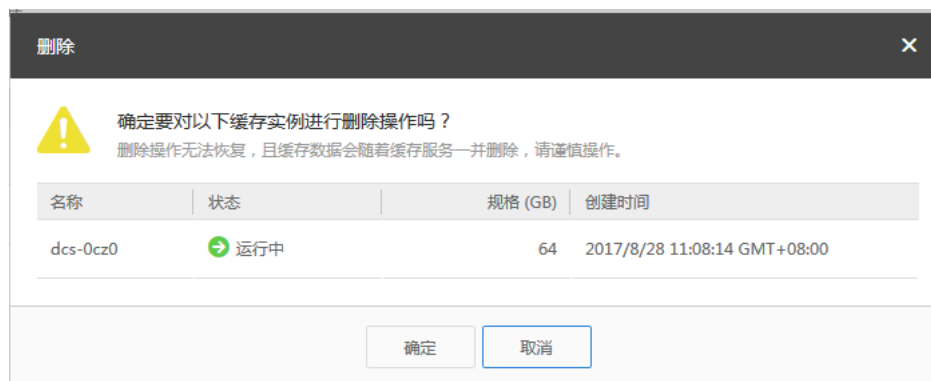 删除
确定要对以下缓存实例进行删除操作吗？
删除操作无法恢复，且缓存数据会随着缓存服务一并删除，请谨慎操作。
名称 状态 规格 (GB) 创建时间
dcs-0cz0 运行中 64 2017/8/28 11:08:14 GMT+08:00
确定 取消